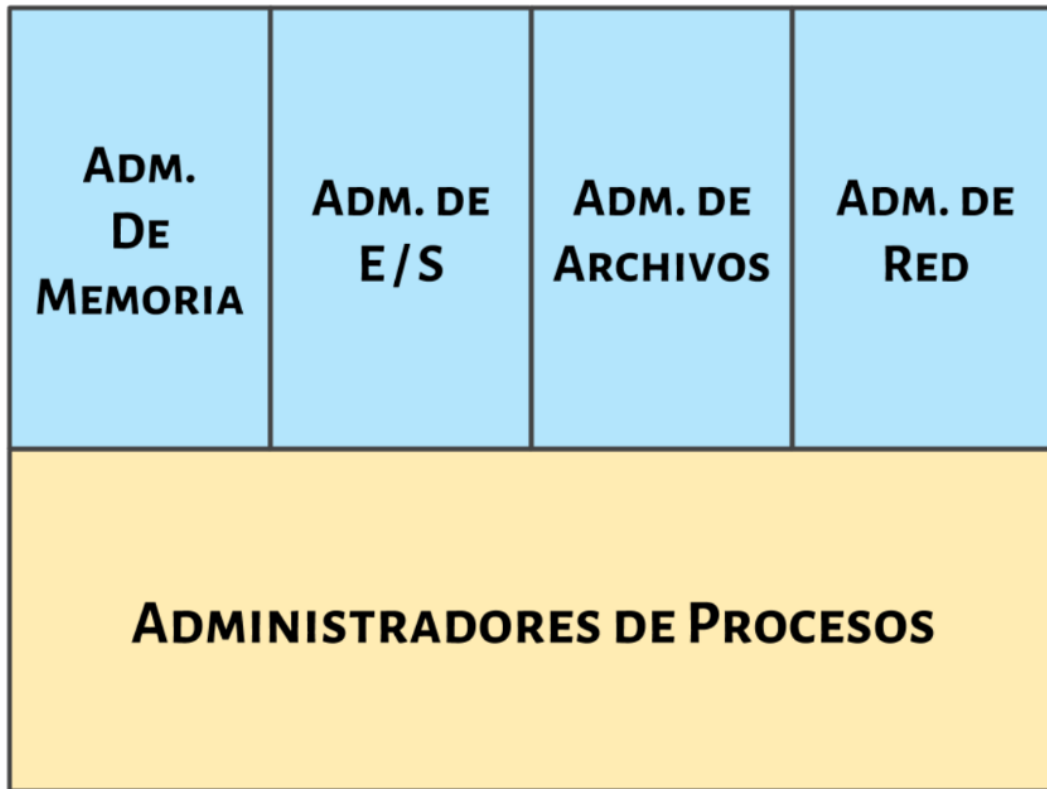 Adm.
De
Memoria
Adm. de
E / S
Adm. de
Archivos
Adm. de
Red
Administradores de Procesos